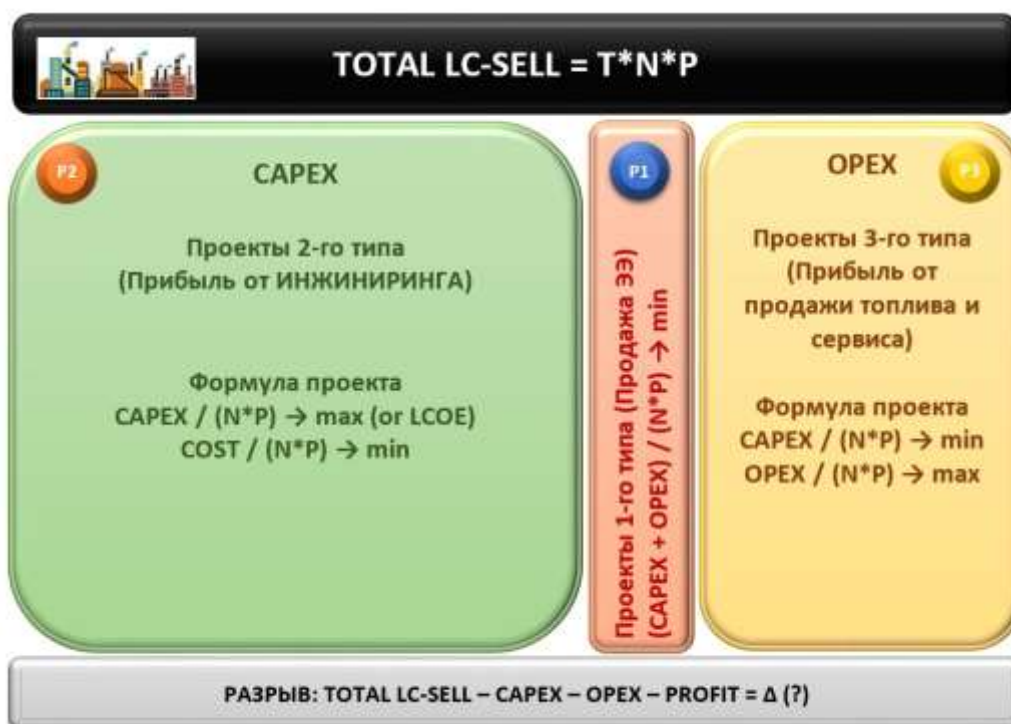 TOTAL LC-SELL = T*N*P
P2
CAPEX
Проекты 2-го типа
(Прибыль от ИНЖИНИРИНГА)
Формула проекта
CAPEX / (N*P) → max (or LCOE)
COST / (N*P) → min
P1
Проекты 1-го типа (Продажа ЭЭ)
(CAPEX + OPEX) / (N*P) → min
OPEX
P3
Проекты 3-го типа
(Прибыль от
продажи топлива и
сервиса)
Формула проекта
CAPEX / (N*P) → min
OPEX / (N*P) → max
РАЗРЫВ: TOTAL LC-SELL – CAPEX – OPEX – PROFIT = Δ (?)